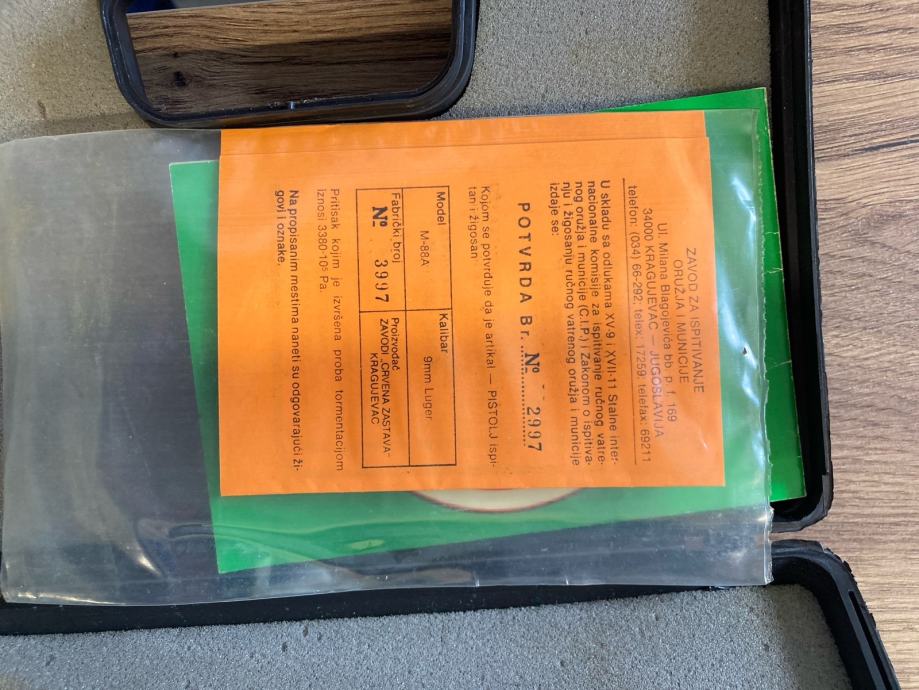 ZAVOD ZA ISPITIVANJE
ORUŽJA I MUNICIJE
Ul. Milana Blagojevića bb, p. f. 169
34000 KRAGUJEVAC — JUGOSLAVIJA
telefon: (034) 66-292; telex: 17259; telefax: 69211
U skladu sa odlukama XV-9 i XVII-11 Stalne inter-
nacionalne Komisije za ispitivanje ručnog vatre-
nog oružja i municije (C.I.P.) i Zakonom o ispitiva-
nju i žigosanju ručnog vatrenog oružja i municije
izdaje se:
POTVRDA Br. № 2997
Kojom se potvrđuje da je artikal — PIŠTOLJ ispi-
tan i žigosan
Model M-88A
Kalibar 9mm Luger
Fabrički broj
№ 3997
Proizvođač
ZAVODI „CRVENA ZASTAVA“
KRAGUJEVAC
Pritisak kojim je izvršena proba tormentacijom
iznosi 3380·10⁵ Pa.
Na propisanim mestima naneti su odgovarajući ži-
govi i oznake.